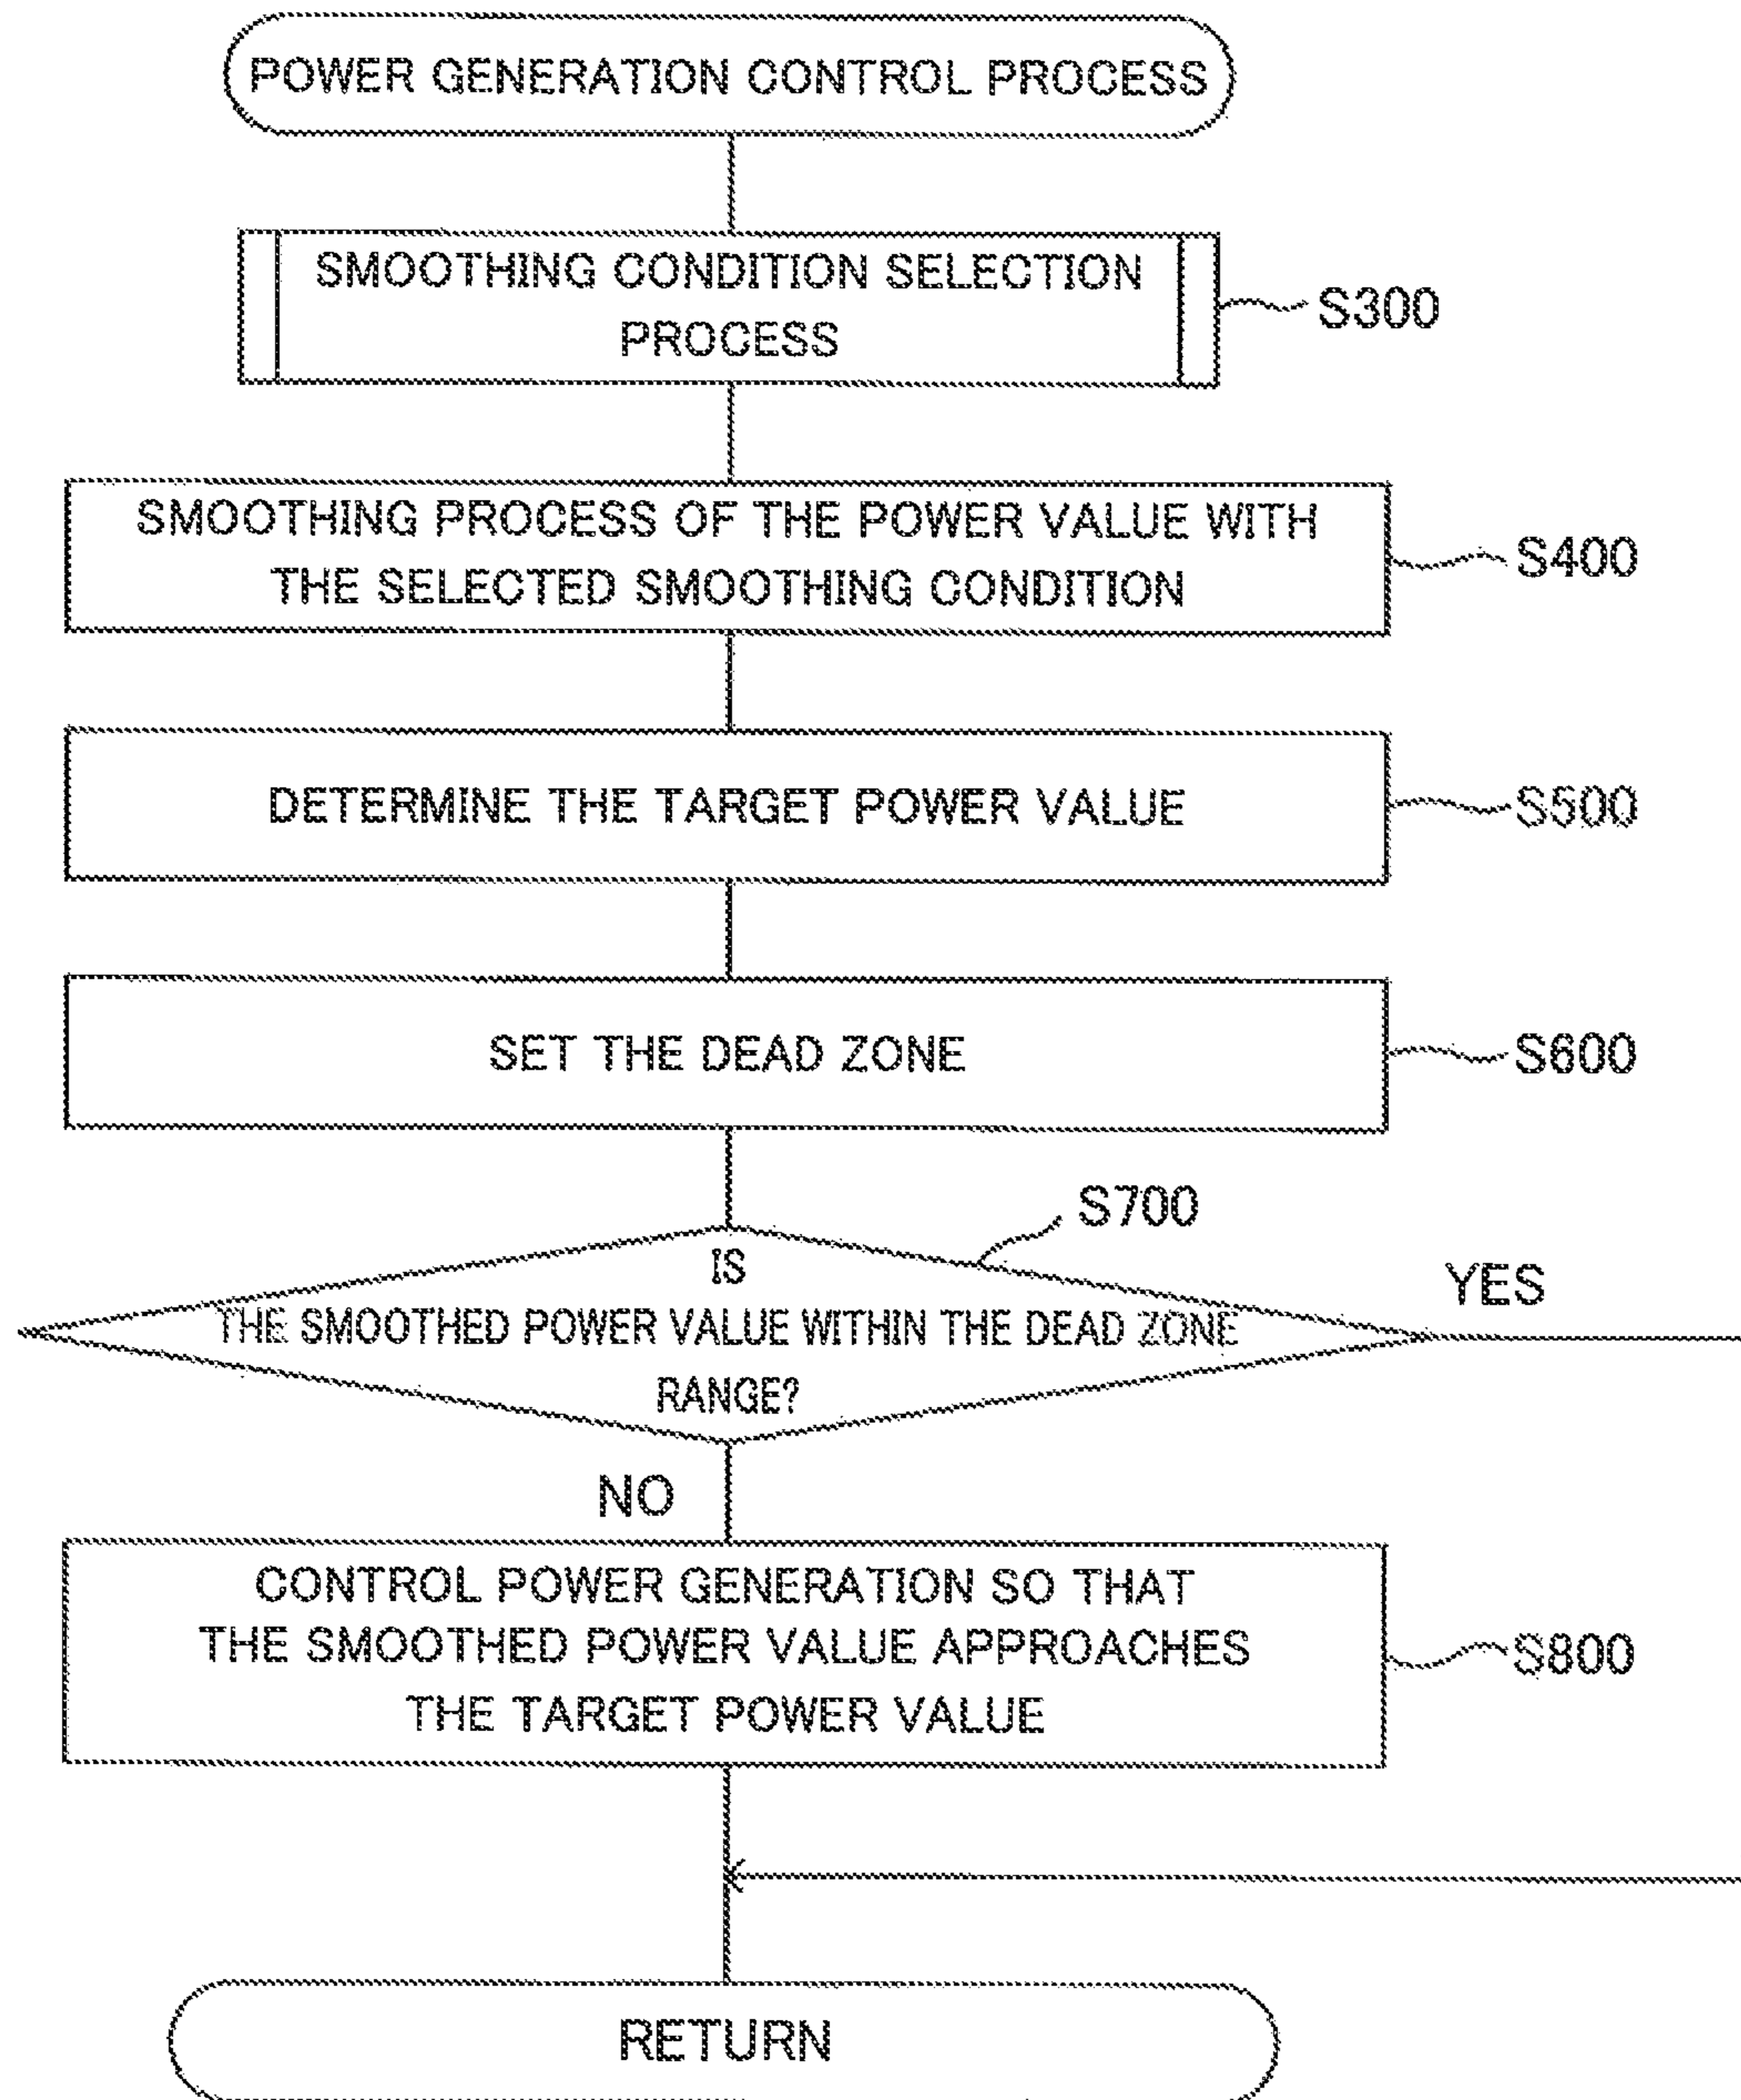 POWER GENERATION CONTROL PROCESS
SMOOTHING CONDITION SELECTION
PROCESS
S300
SMOOTHING PROCESS OF THE POWER VALUE WITH
THE SELECTED SMOOTHING CONDITION
S400
DETERMINE THE TARGET POWER VALUE
S500
SET THE DEAD ZONE
S600
S700
IS
THE SMOOTHED POWER VALUE WITHIN THE DEAD ZONE
RANGE?
YES
NO
CONTROL POWER GENERATION SO THAT
THE SMOOTHED POWER VALUE APPROACHES
THE TARGET POWER VALUE
S800
RETURN